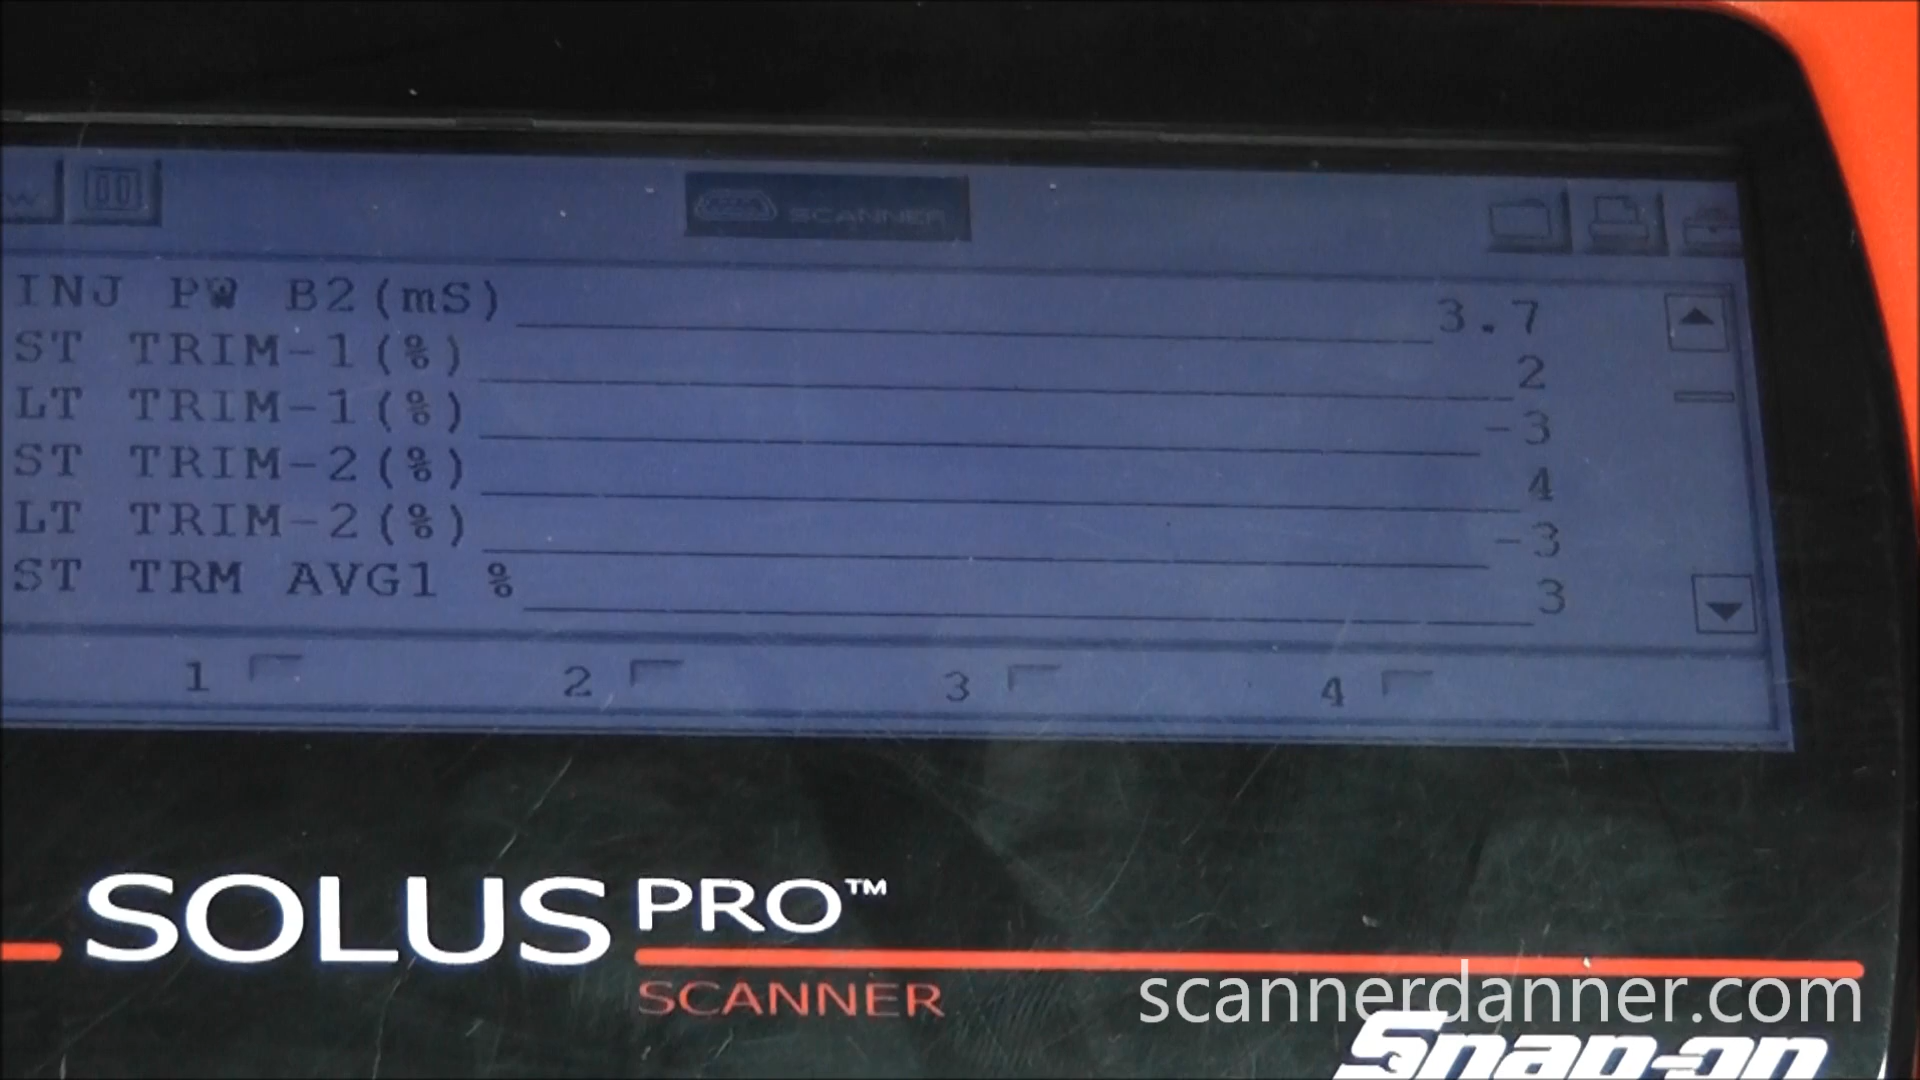 SCANNER
INJ PW B2(mS) 3.7
ST TRIM-1(%) 2
LT TRIM-1(%) -3
ST TRIM-2(%) 4
LT TRIM-2(%) -3
ST TRM AVG1 % 3
1 2 3 4
SOLUS PRO™
SCANNER
scannerdanner.com
Snap-on